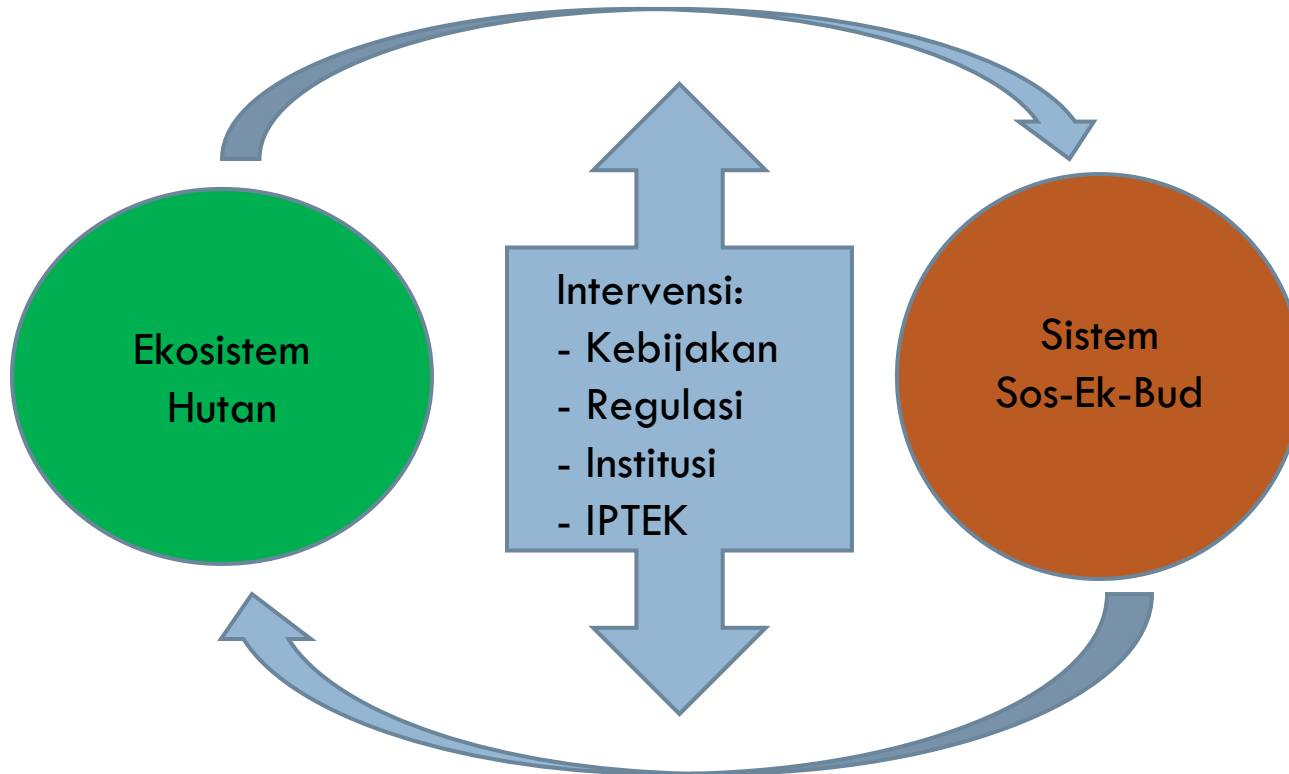 Ekosistem
Hutan
Intervensi:
- Kebijakan
- Regulasi
- Institusi
- IPTEK
Sistem
Sos-Ek-Bud